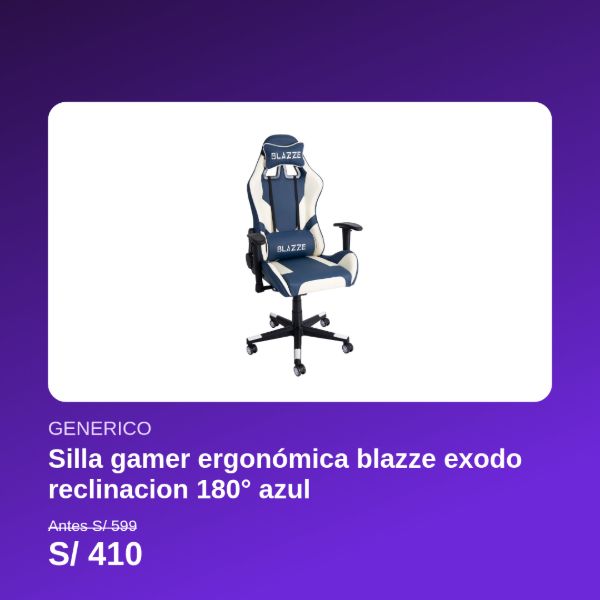 BLAZZE
BLAZZE
GENERICO
Silla gamer ergonómica blazze exodo
reclinacion 180° azul
Antes S/ 599
S/ 410